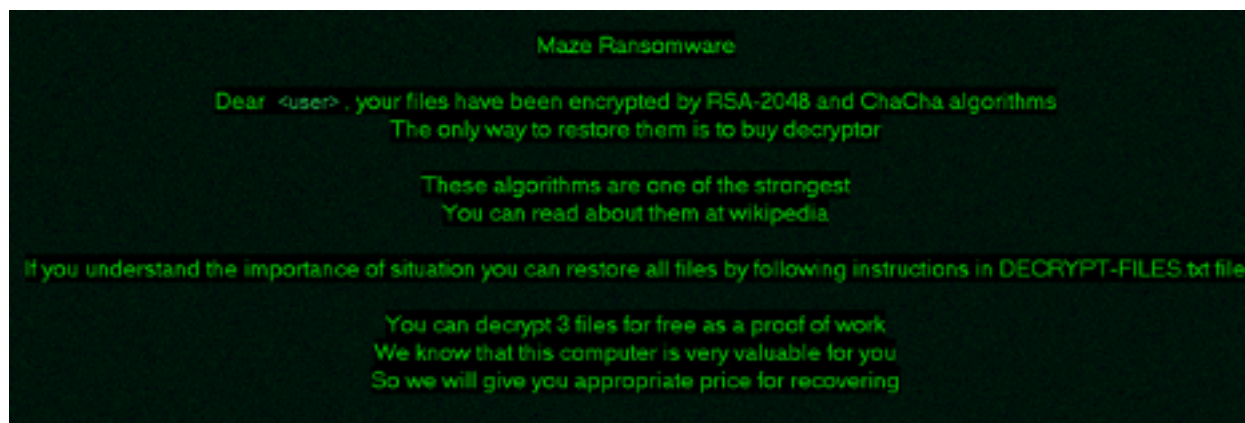 Maze Ransomware
Dear <user>, your files have been encrypted by RSA-2048 and ChaCha algorithms
The only way to restore them is to buy decryptor
These algorithms are one of the strongest
You can read about them at wikipedia
If you understand the importance of situation you can restore all files by following instructions in DECRYPT-FILES.txt file
You can decrypt 3 files for free as a proof of work
We know that this computer is very valuable for you
So we will give you appropriate price for recovering